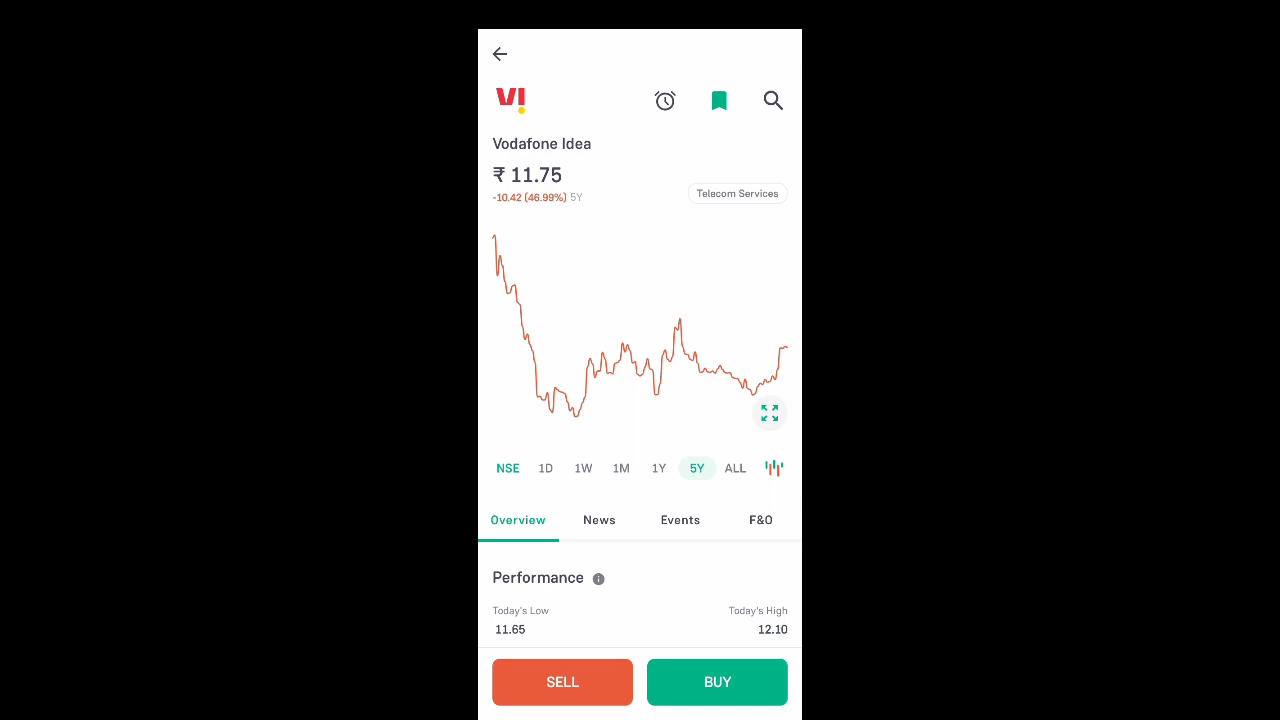 VI
Vodafone Idea
₹ 11.75
-10.42 (46.99%) 5Y
Telecom Services
NSE 1D 1W 1M 1Y 5Y ALL
Overview News Events F&O
Performance
Today's Low Today's High
11.65 12.10
SELL BUY